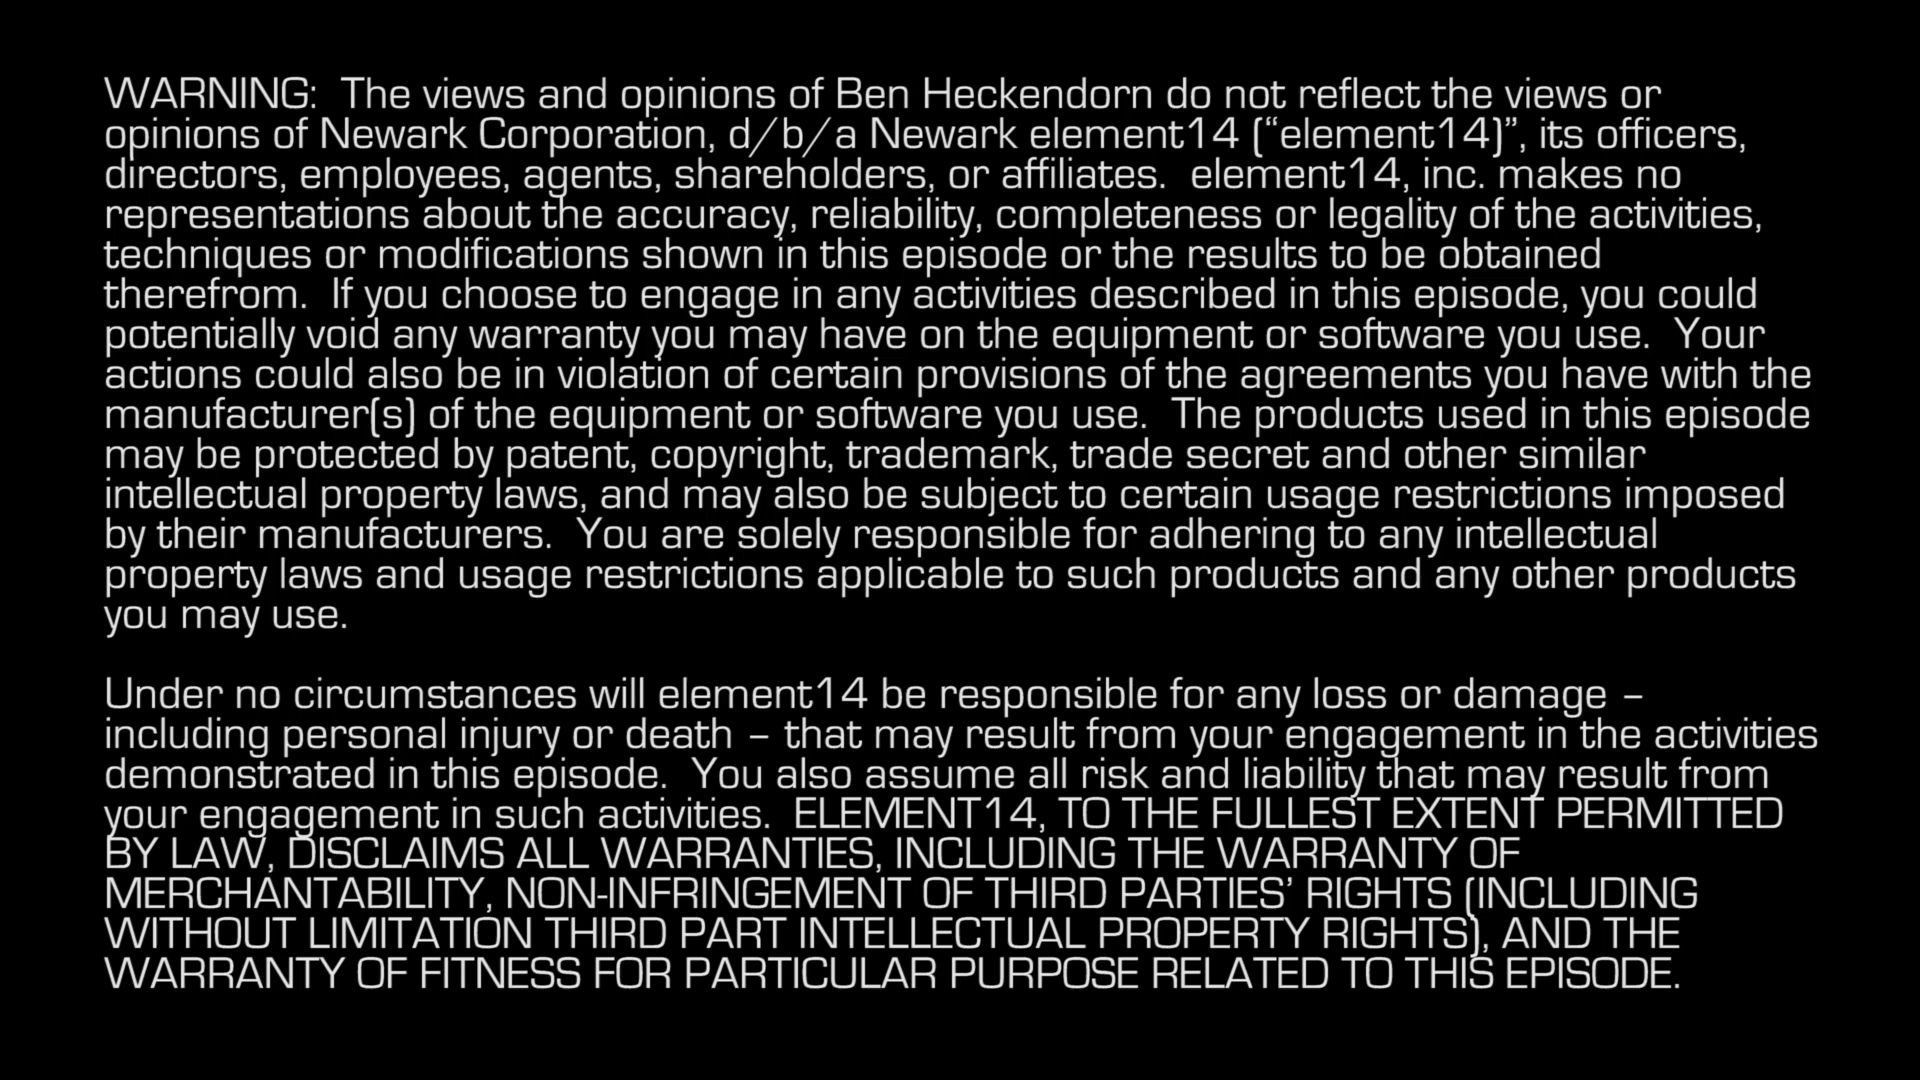 WARNING:  The views and opinions of Ben Heckendorn do not reflect the views or
opinions of Newark Corporation, d/b/a Newark element14 (“element14)”, its officers,
directors, employees, agents, shareholders, or affiliates.  element14, inc. makes no
representations about the accuracy, reliability, completeness or legality of the activities,
techniques or modifications shown in this episode or the results to be obtained
therefrom.  If you choose to engage in any activities described in this episode, you could
potentially void any warranty you may have on the equipment or software you use.  Your
actions could also be in violation of certain provisions of the agreements you have with the
manufacturer(s) of the equipment or software you use.  The products used in this episode
may be protected by patent, copyright, trademark, trade secret and other similar
intellectual property laws, and may also be subject to certain usage restrictions imposed
by their manufacturers.  You are solely responsible for adhering to any intellectual
property laws and usage restrictions applicable to such products and any other products
you may use.
Under no circumstances will element14 be responsible for any loss or damage –
including personal injury or death – that may result from your engagement in the activities
demonstrated in this episode.  You also assume all risk and liability that may result from
your engagement in such activities.  ELEMENT14, TO THE FULLEST EXTENT PERMITTED
BY LAW, DISCLAIMS ALL WARRANTIES, INCLUDING THE WARRANTY OF
MERCHANTABILITY, NON-INFRINGEMENT OF THIRD PARTIES’ RIGHTS (INCLUDING
WITHOUT LIMITATION THIRD PART INTELLECTUAL PROPERTY RIGHTS), AND THE
WARRANTY OF FITNESS FOR PARTICULAR PURPOSE RELATED TO THIS EPISODE.